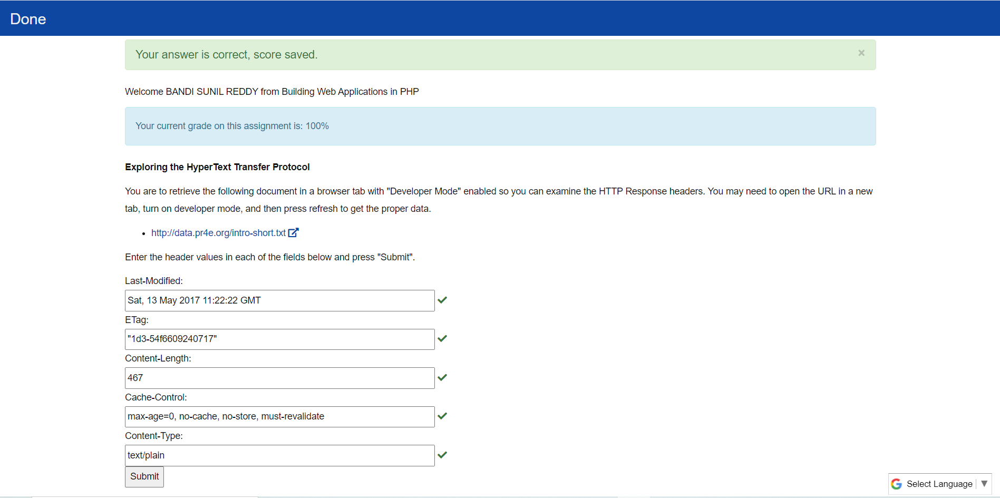 Done
Your answer is correct, score saved.
×
Welcome BANDI SUNIL REDDY from Building Web Applications in PHP
Your current grade on this assignment is: 100%
Exploring the HyperText Transfer Protocol
You are to retrieve the following document in a browser tab with "Developer Mode" enabled so you can examine the HTTP Response headers. You may need to open the URL in a new
tab, turn on developer mode, and then press refresh to get the proper data.
• http://data.pr4e.org/intro-short.txt
Enter the header values in each of the fields below and press "Submit".
Last-Modified:
Sat, 13 May 2017 11:22:22 GMT
ETag:
"1d3-54f6609240717"
Content-Length:
467
Cache-Control:
max-age=0, no-cache, no-store, must-revalidate
Content-Type:
text/plain
Submit
Select Language ▼